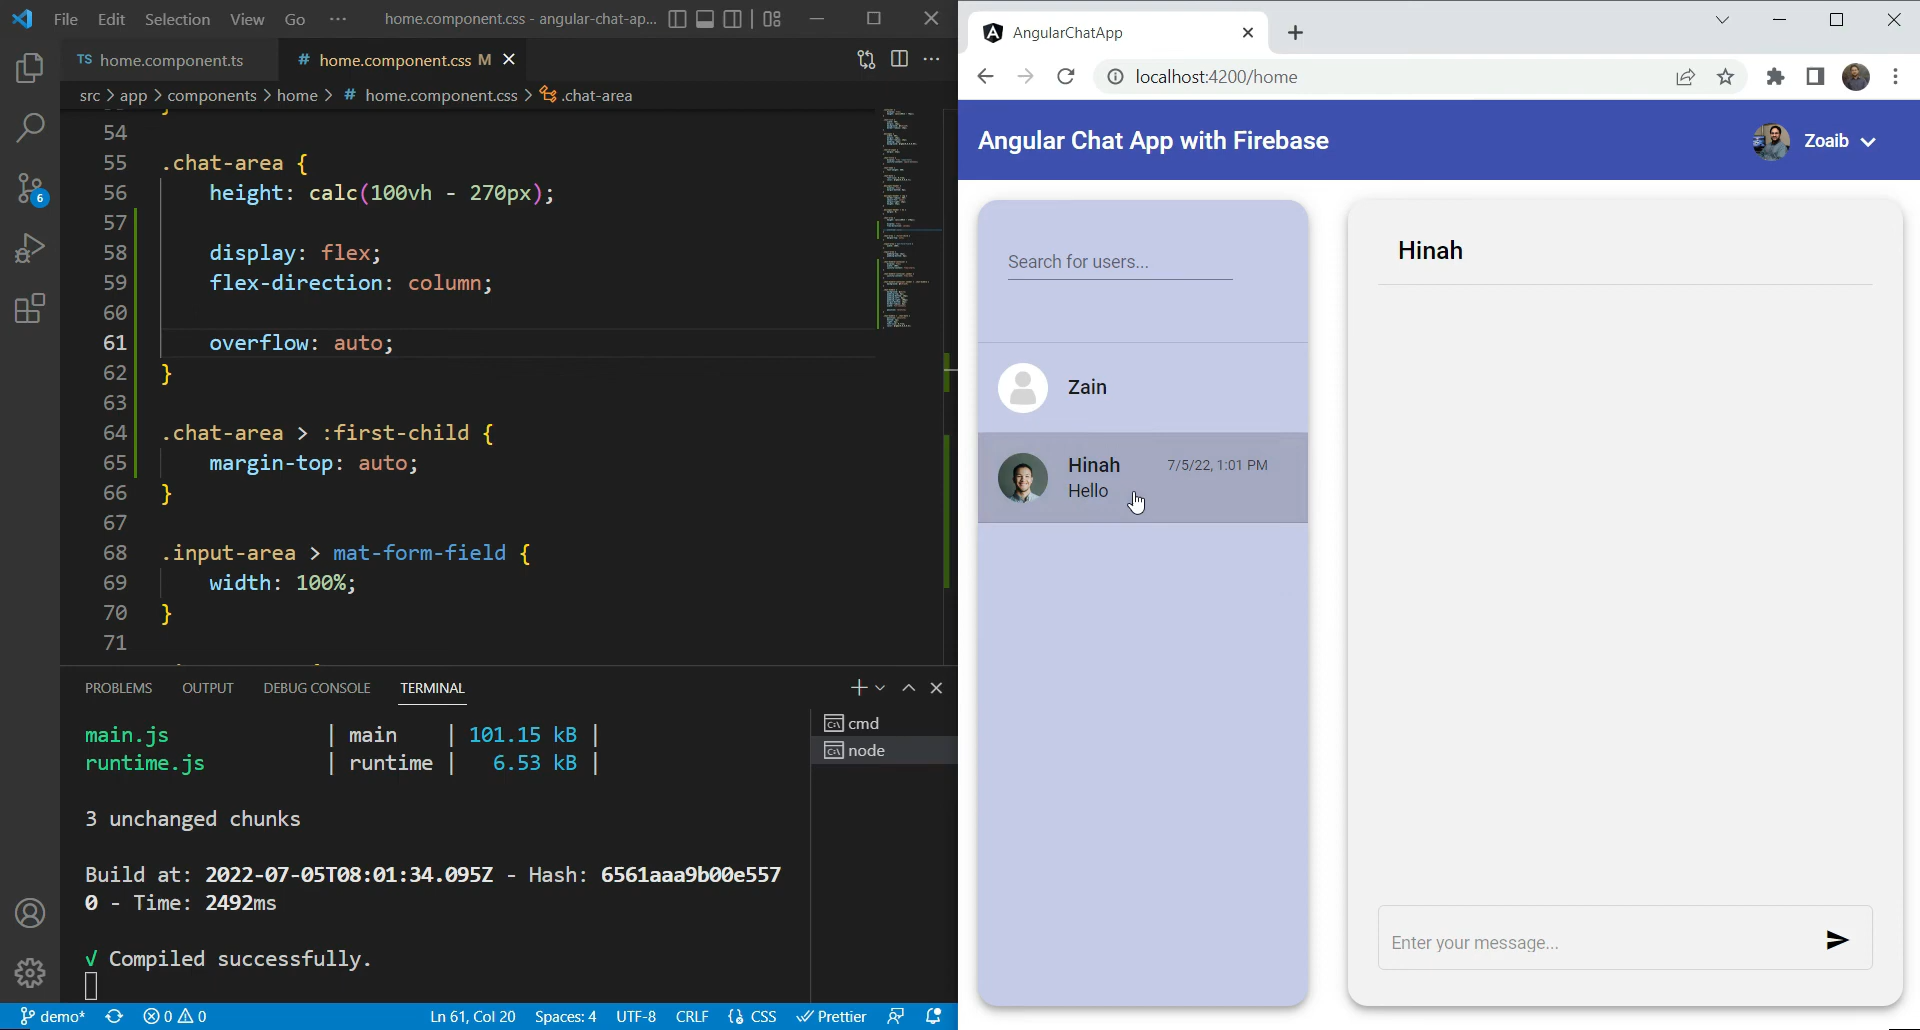 File Edit Selection View Go ··· home.component.css - angular-chat-ap...
TS home.component.ts
# home.component.css M
src > app > components > home > # home.component.css > .chat-area
54
55 .chat-area {
56 height: calc(100vh - 270px);
57
58 display: flex;
59 flex-direction: column;
60
61 overflow: auto;
62 }
63
64 .chat-area > :first-child {
65 margin-top: auto;
66 }
67
68 .input-area > mat-form-field {
69 width: 100%;
70 }
71
6
PROBLEMS OUTPUT DEBUG CONSOLE TERMINAL
main.js | main | 101.15 kB |
runtime.js | runtime | 6.53 kB |
3 unchanged chunks
Build at: 2022-07-05T08:01:34.095Z - Hash: 6561aaa9b00e557
0 - Time: 2492ms
√ Compiled successfully.
cmd
node
demo* 0 0 Ln 61, Col 20 Spaces: 4 UTF-8 CRLF {} CSS Prettier
AngularChatApp
localhost:4200/home
Angular Chat App with Firebase
Zoaib
Search for users...
Zain
Hinah 7/5/22, 1:01 PM
Hello
Hinah
Enter your message...